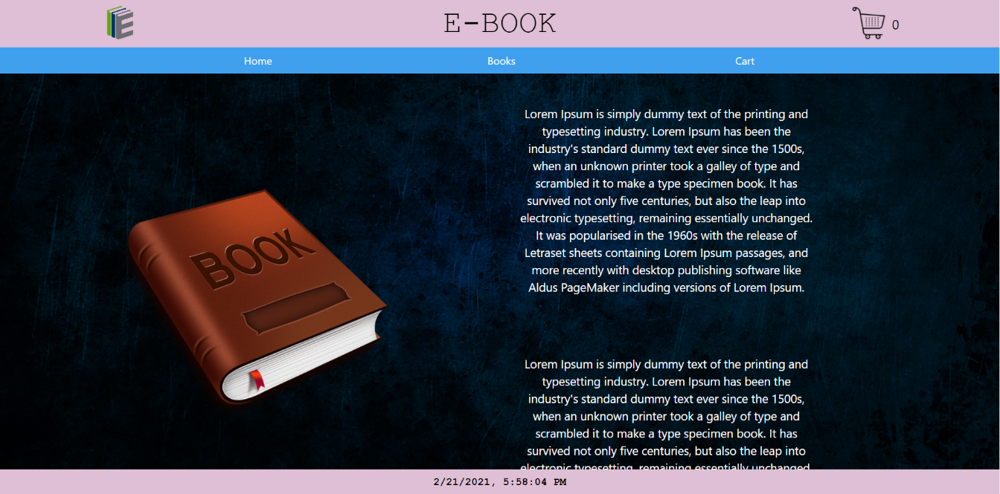 E
E-BOOK
0
Home
Books
Cart
Lorem Ipsum is simply dummy text of the printing and
typesetting industry. Lorem Ipsum has been the
industry's standard dummy text ever since the 1500s,
when an unknown printer took a galley of type and
scrambled it to make a type specimen book. It has
survived not only five centuries, but also the leap into
electronic typesetting, remaining essentially unchanged.
It was popularised in the 1960s with the release of
Letraset sheets containing Lorem Ipsum passages, and
more recently with desktop publishing software like
Aldus PageMaker including versions of Lorem Ipsum.
BOOK
Lorem Ipsum is simply dummy text of the printing and
typesetting industry. Lorem Ipsum has been the
industry's standard dummy text ever since the 1500s,
when an unknown printer took a galley of type and
scrambled it to make a type specimen book. It has
survived not only five centuries, but also the leap into
electronic typesetting, remaining essentially unchanged.
2/21/2021, 5:58:04 PM